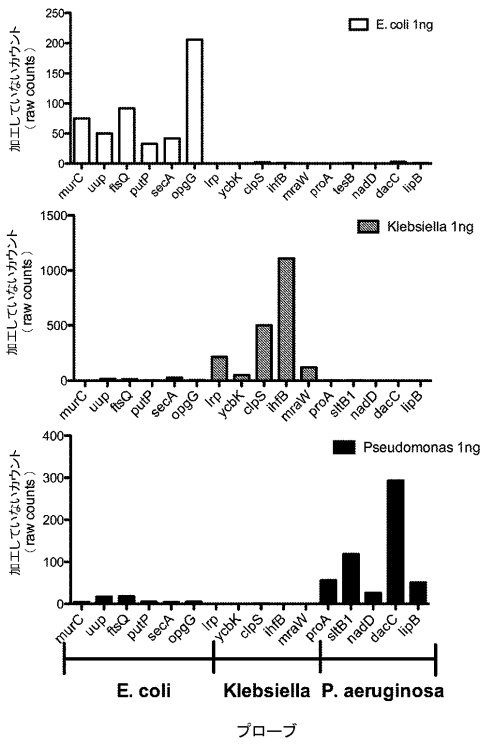 加工していないカウント
(raw counts)
250
200
150
100
50
0
E. coli 1ng
murC uup ftsQ putP secA opgG lrp ycbK clpS ihfB mraW proA tesB nadD dacC lipB
加工していないカウント
(raw counts)
1500
1000
500
0
Klebsiella 1ng
murC uup ftsQ putP secA opgG lrp ycbK clpS ihfB mraW proA sltB1 nadD dacC lipB
加工していないカウント
(raw counts)
400
300
200
100
0
Pseudomonas 1ng
murC uup ftsQ putP secA opgG lrp ycbK clpS ihfB mraW proA sltB1 nadD dacC lipB
E. coli Klebsiella P. aeruginosa
プローブ